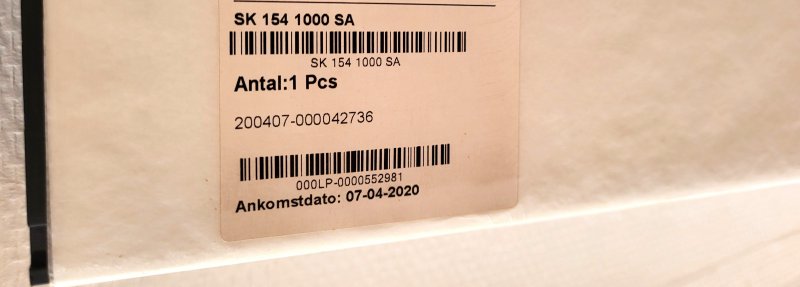 SK 154 1000 SA
SK 154 1000 SA
Antal:1 Pcs
200407-000042736
000LP-0000552981
Ankomstdato: 07-04-2020